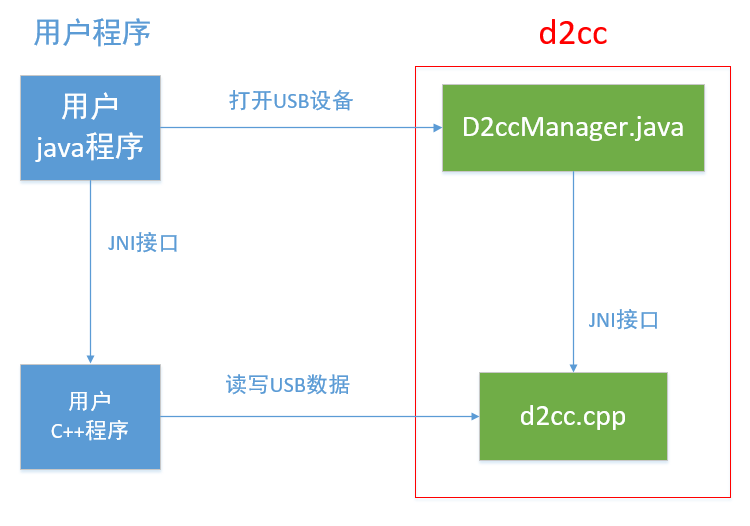 用户程序
d2cc
用户
java程序
打开USB设备
D2ccManager.java
JNI接口
JNI接口
用户
C++程序
读写USB数据
d2cc.cpp